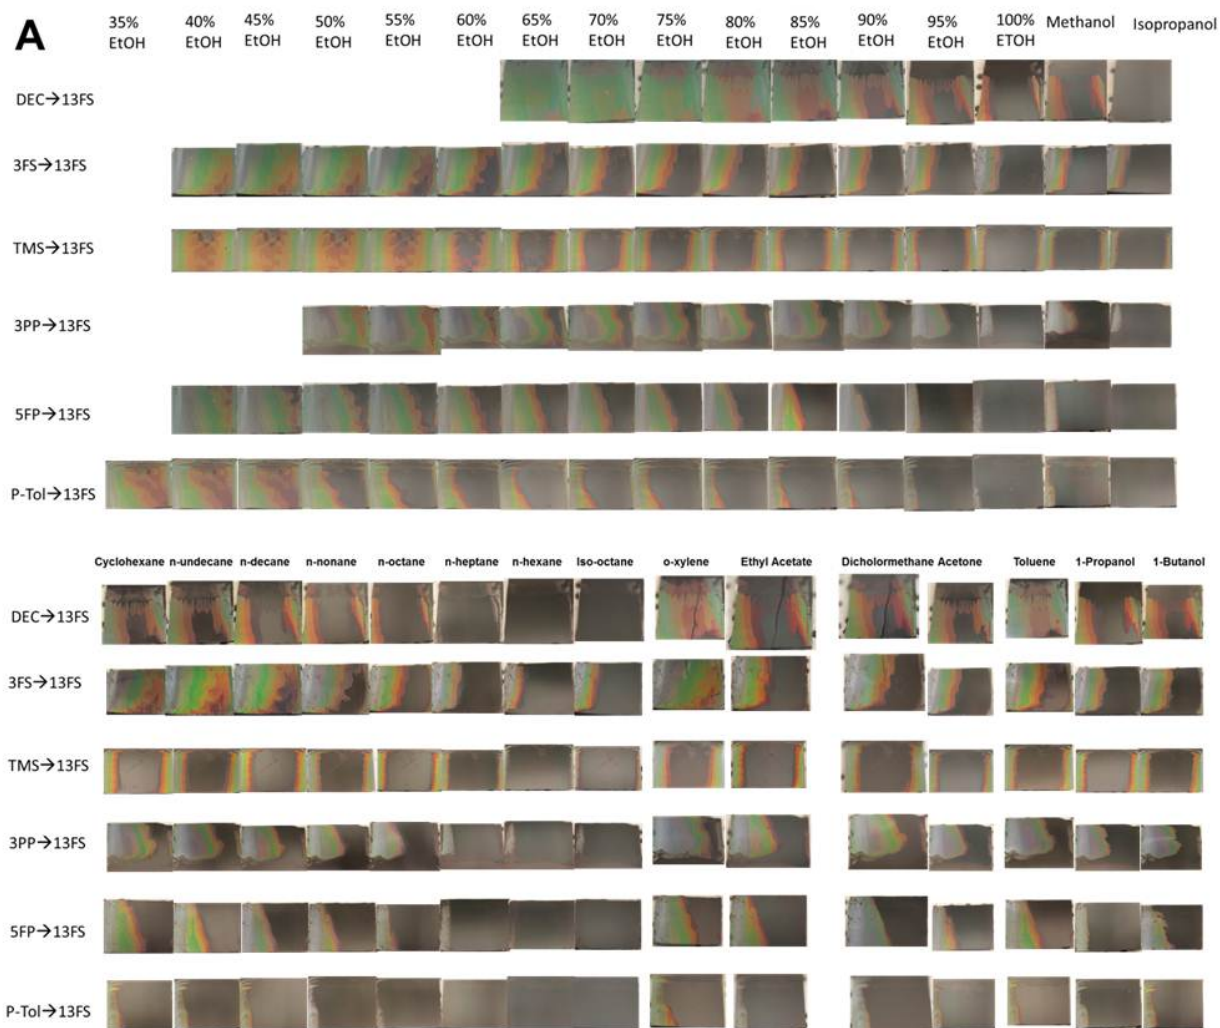 A
35% 40% 45% 50% 55% 60% 65% 70% 75% 80% 85% 90% 95% 100% Methanol Isopropanol
EtOH EtOH EtOH EtOH EtOH EtOH EtOH EtOH EtOH EtOH EtOH EtOH EtOH ETOH
DEC→13FS
3FS→13FS
TMS→13FS
3PP→13FS
5FP→13FS
P-Tol→13FS
Cyclohexane n-undecane n-decane n-nonane n-octane n-heptane n-hexane Iso-octane o-xylene Ethyl Acetate Dicholormethane Acetone Toluene 1-Propanol 1-Butanol
DEC→13FS
3FS→13FS
TMS→13FS
3PP→13FS
5FP→13FS
P-Tol→13FS